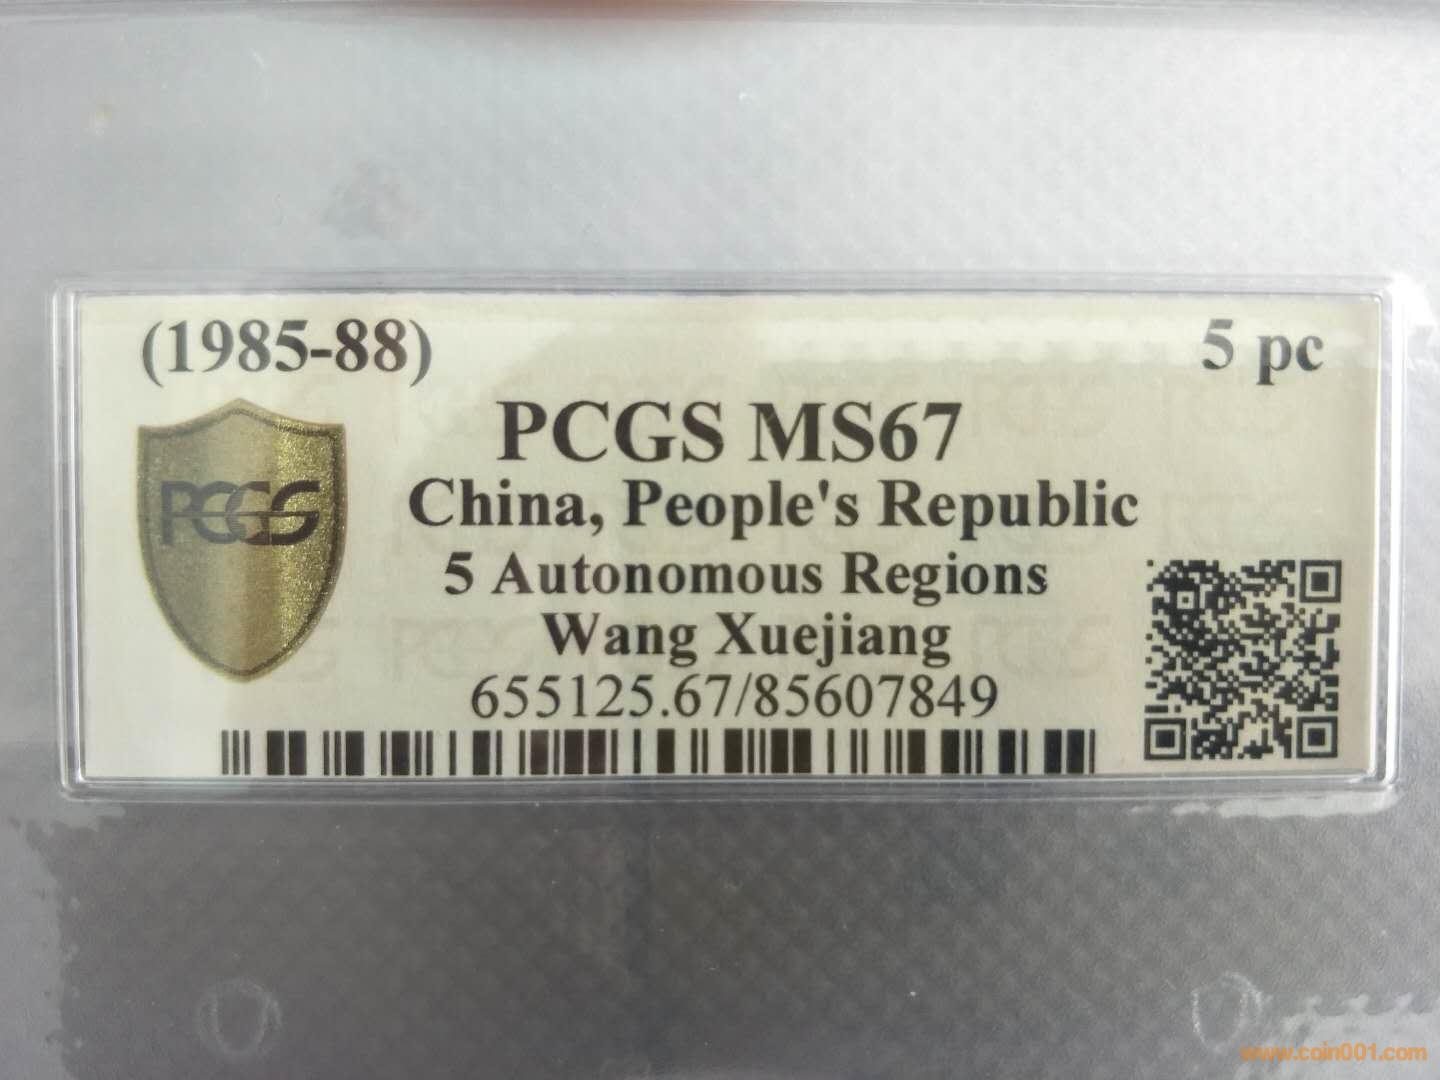 (1985-88) 5 pc
PCGS MS67
China, People's Republic
PCGS
5 Autonomous Regions
Wang Xuejiang
655125.67/85607849
www.coin001.com